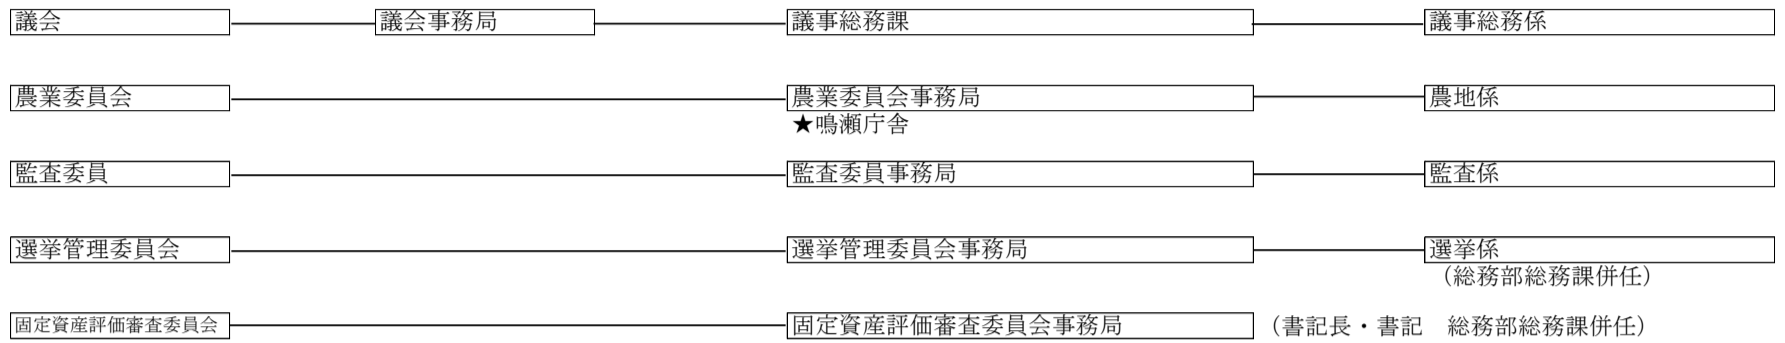 議会 議会事務局 議事総務課 議事総務係
農業委員会 農業委員会事務局 農地係
★鳴瀬庁舎
監査委員 監査委員事務局 監査係
選挙管理委員会 選挙管理委員会事務局 選挙係
（総務部総務課併任）
固定資産評価審査委員会 固定資産評価審査委員会事務局 （書記長・書記　総務部総務課併任）